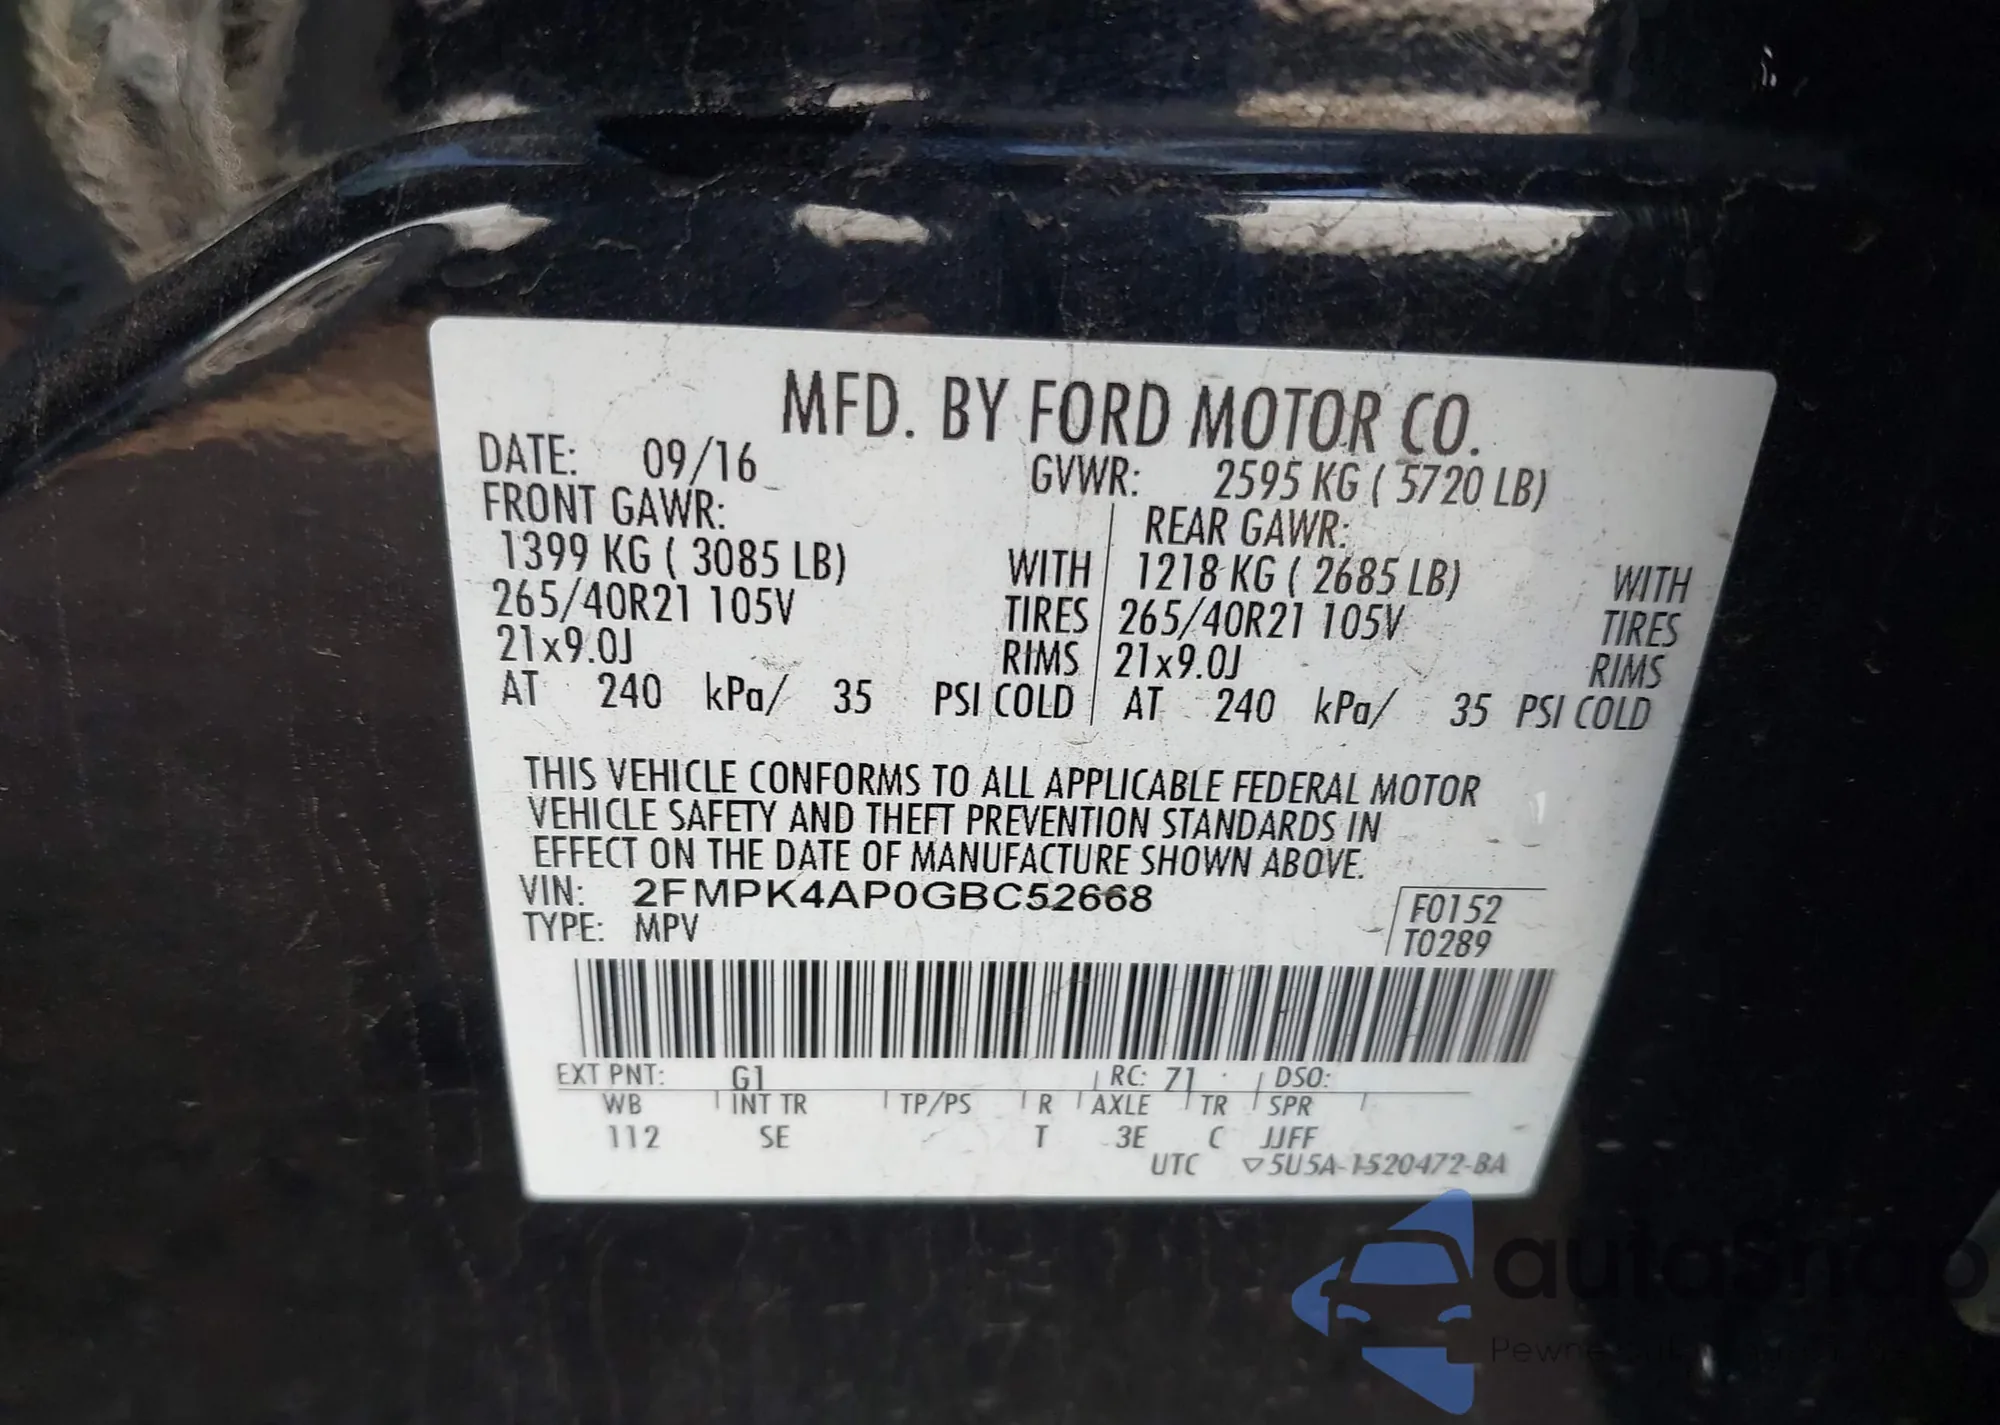 MFD. BY FORD MOTOR CO.
DATE: 09/16 GVWR: 2595 KG ( 5720 LB)
FRONT GAWR: REAR GAWR:
1399 KG ( 3085 LB) WITH 1218 KG ( 2685 LB) WITH
265/40R21 105V TIRES 265/40R21 105V TIRES
21x9.0J RIMS 21x9.0J RIMS
AT 240 kPa/ 35 PSI COLD AT 240 kPa/ 35 PSI COLD
THIS VEHICLE CONFORMS TO ALL APPLICABLE FEDERAL MOTOR
VEHICLE SAFETY AND THEFT PREVENTION STANDARDS IN
EFFECT ON THE DATE OF MANUFACTURE SHOWN ABOVE.
VIN: 2FMPK4AP0GBC52668
F0152
TYPE: MPV
T0289
EXT PNT: G1 RC: 71 DSO:
WB INT TR TP/PS R AXLE TR SPR
112 SE T 3E C JJFF
UTC ▽5U5A-1520472-BA
autosnap